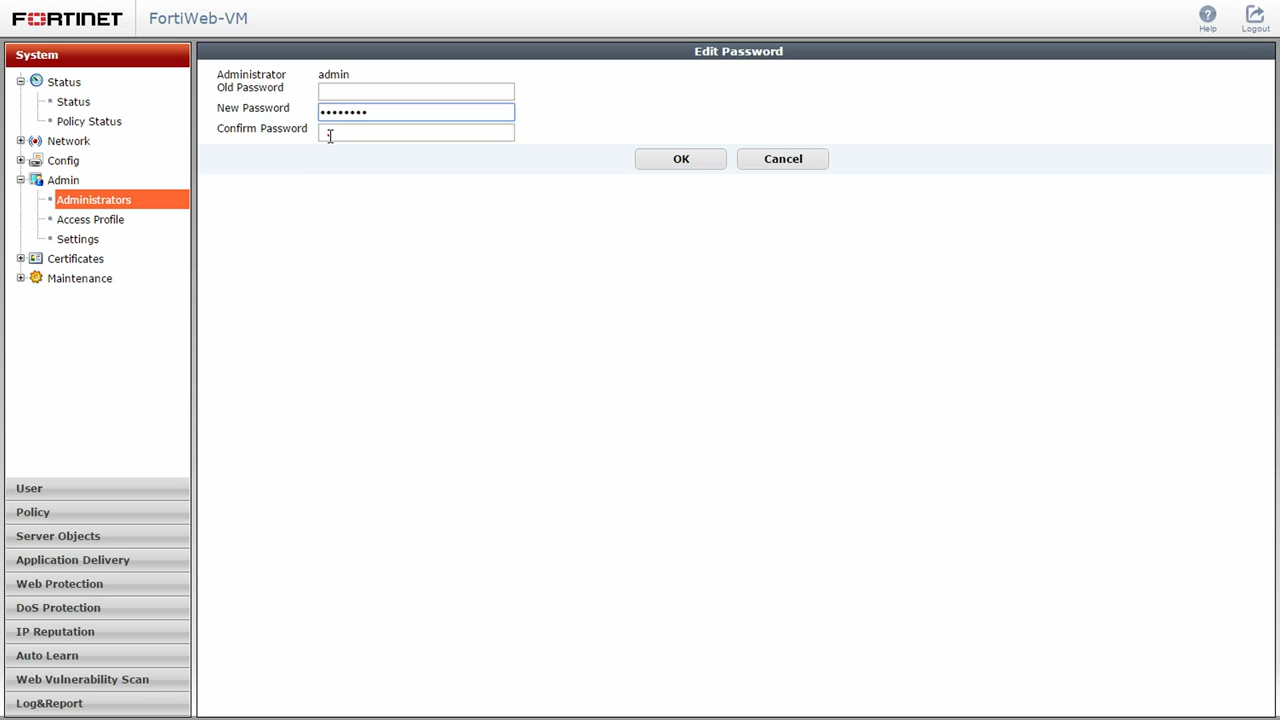 FORTINET
FortiWeb-VM
Help
Logout
System
Status
Status
Policy Status
Network
Config
Admin
Administrators
Access Profile
Settings
Certificates
Maintenance
User
Policy
Server Objects
Application Delivery
Web Protection
DoS Protection
IP Reputation
Auto Learn
Web Vulnerability Scan
Log&Report
Edit Password
Administrator admin
Old Password
New Password ••••••••
Confirm Password
OK Cancel